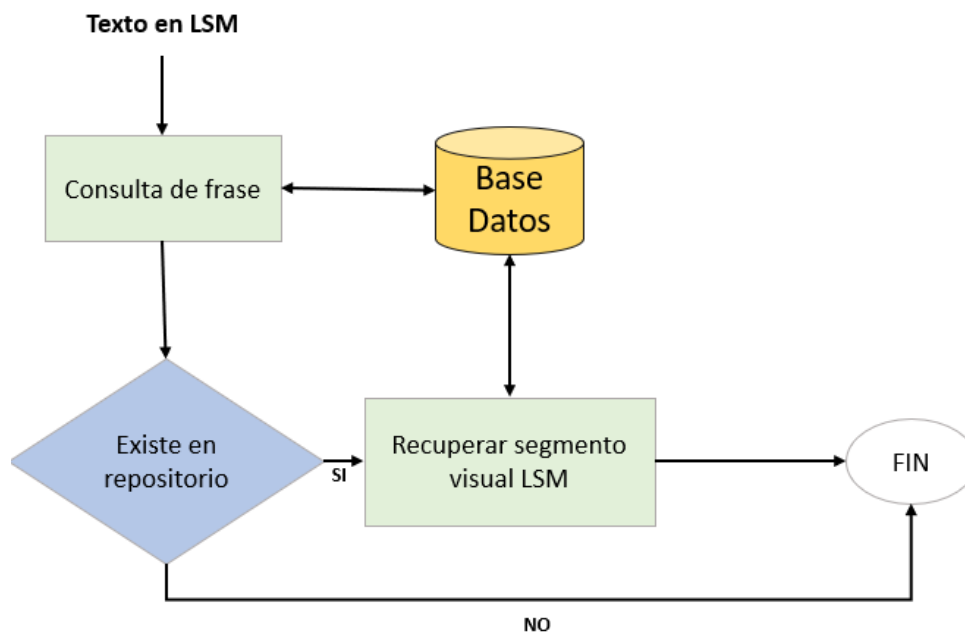 Texto en LSM
Consulta de frase
Base
Datos
Existe en
repositorio
SI
Recuperar segmento
visual LSM
FIN
NO